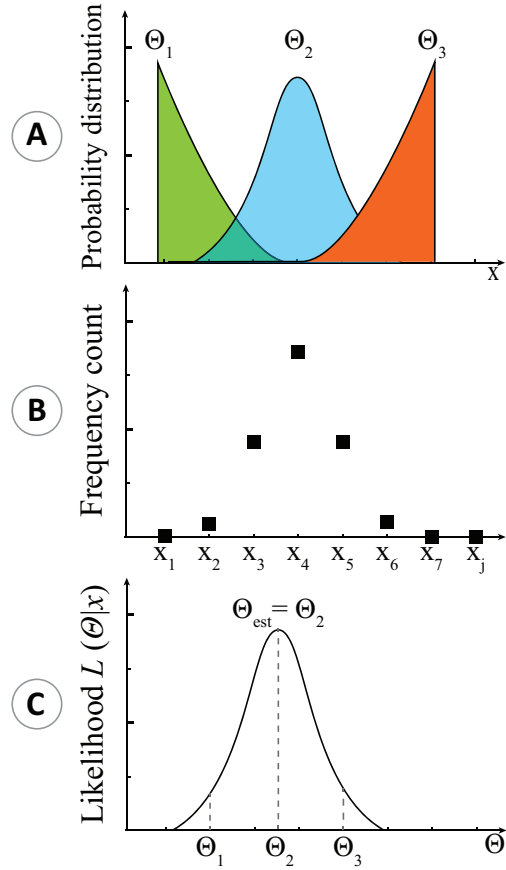 Θ₁ Θ₂ Θ₃
A
Probability distribution
x
B
Frequency count
x₁ x₂ x₃ x₄ x₅ x₆ x₇ xⱼ
Θest = Θ₂
C
Likelihood L (Θ|x)
Θ₁ Θ₂ Θ₃ Θ